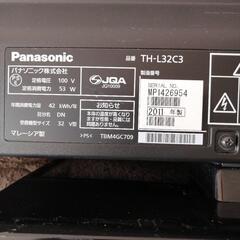 Panasonic
品番 TH-L32C3
パナソニック株式会社
定格電圧 100 V
定格消費電力 53 W
JQA
JQ10009
製造番号
SERIAL NO.
MP1426954
2011 年製
年間消費電力量 42 kWh/年
区分名 DN
受信機型サイズ 32 V型
お知らせ
マレーシア製
>PS<
TBM4GC709